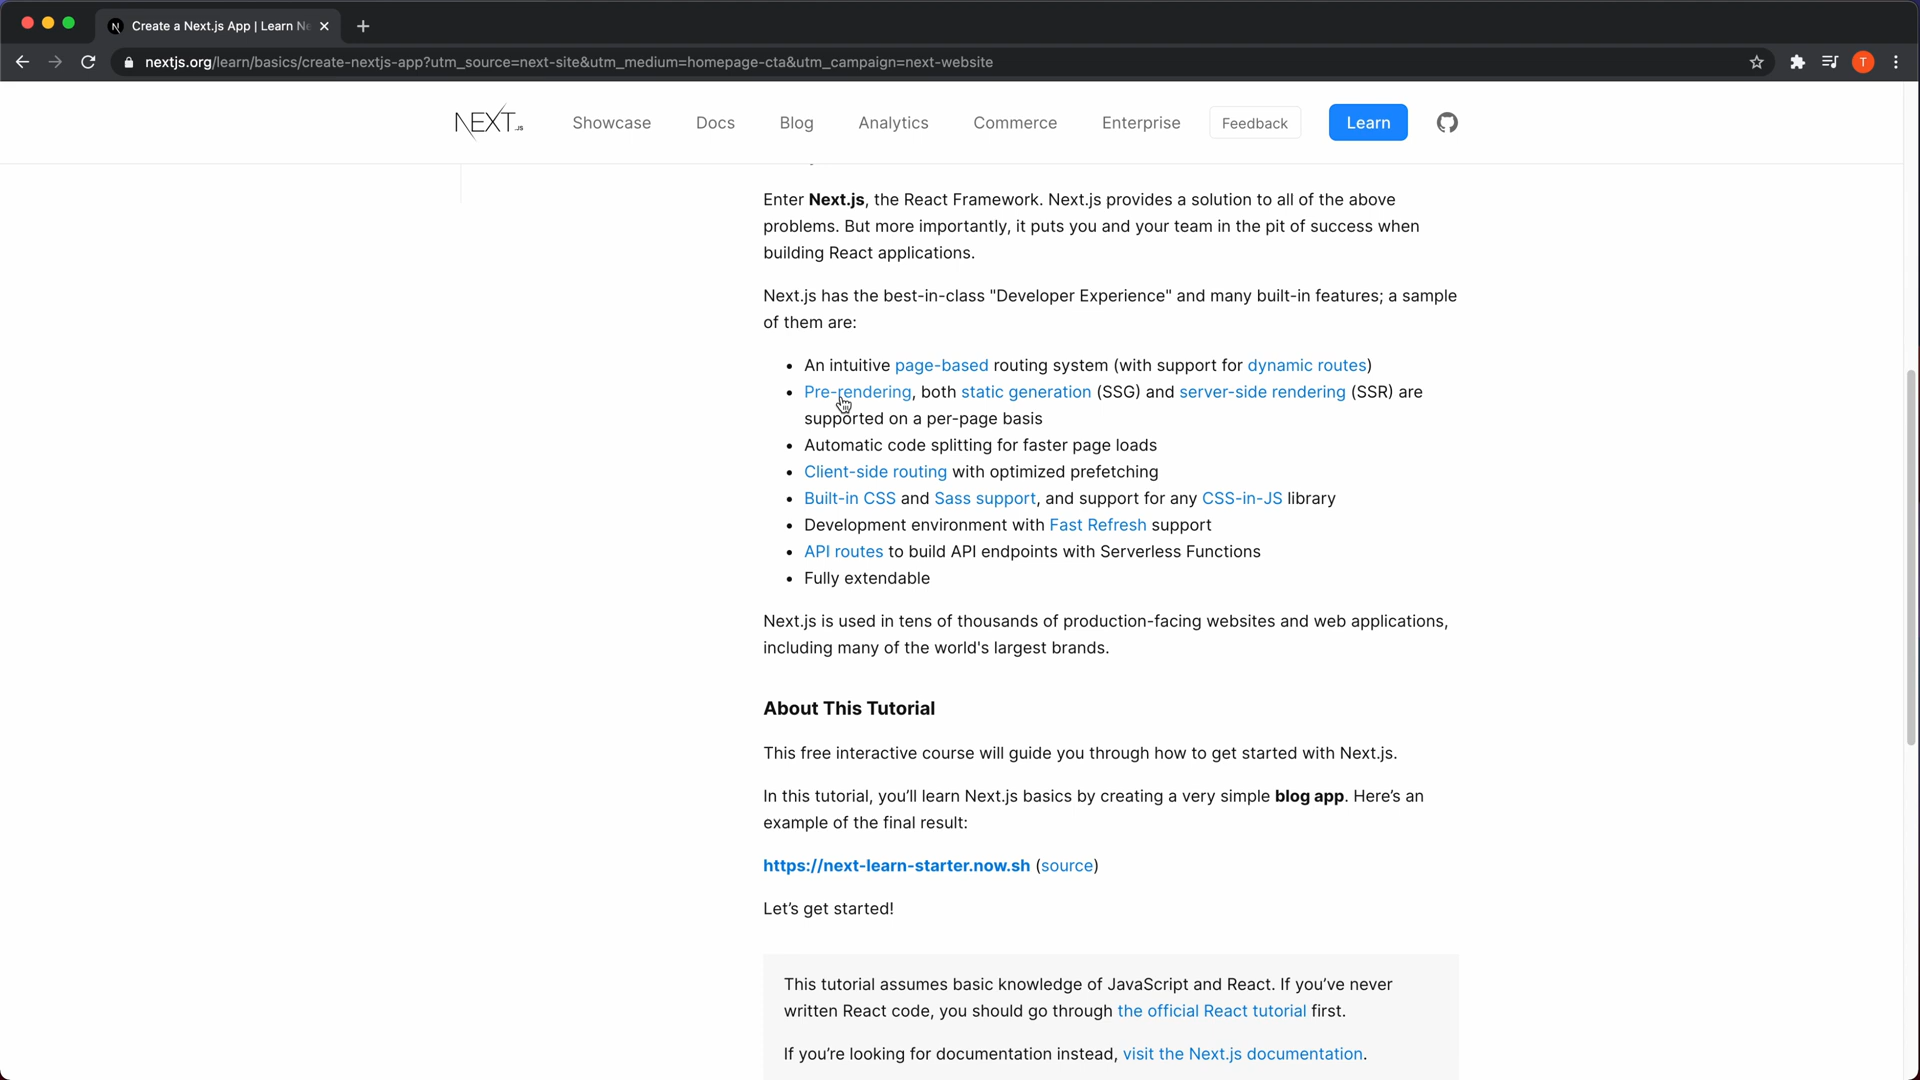 Create a Next.js App | Learn Ne
nextjs.org/learn/basics/create-nextjs-app?utm_source=next-site&utm_medium=homepage-cta&utm_campaign=next-website
T
NEXT.JS
Showcase
Docs
Blog
Analytics
Commerce
Enterprise
Feedback
Learn
Enter Next.js, the React Framework. Next.js provides a solution to all of the above
problems. But more importantly, it puts you and your team in the pit of success when
building React applications.
Next.js has the best-in-class "Developer Experience" and many built-in features; a sample
of them are:
• An intuitive page-based routing system (with support for dynamic routes)
• Pre-rendering, both static generation (SSG) and server-side rendering (SSR) are
supported on a per-page basis
• Automatic code splitting for faster page loads
• Client-side routing with optimized prefetching
• Built-in CSS and Sass support, and support for any CSS-in-JS library
• Development environment with Fast Refresh support
• API routes to build API endpoints with Serverless Functions
• Fully extendable
Next.js is used in tens of thousands of production-facing websites and web applications,
including many of the world's largest brands.
About This Tutorial
This free interactive course will guide you through how to get started with Next.js.
In this tutorial, you’ll learn Next.js basics by creating a very simple blog app. Here’s an
example of the final result:
https://next-learn-starter.now.sh (source)
Let’s get started!
This tutorial assumes basic knowledge of JavaScript and React. If you’ve never
written React code, you should go through the official React tutorial first.
If you’re looking for documentation instead, visit the Next.js documentation.